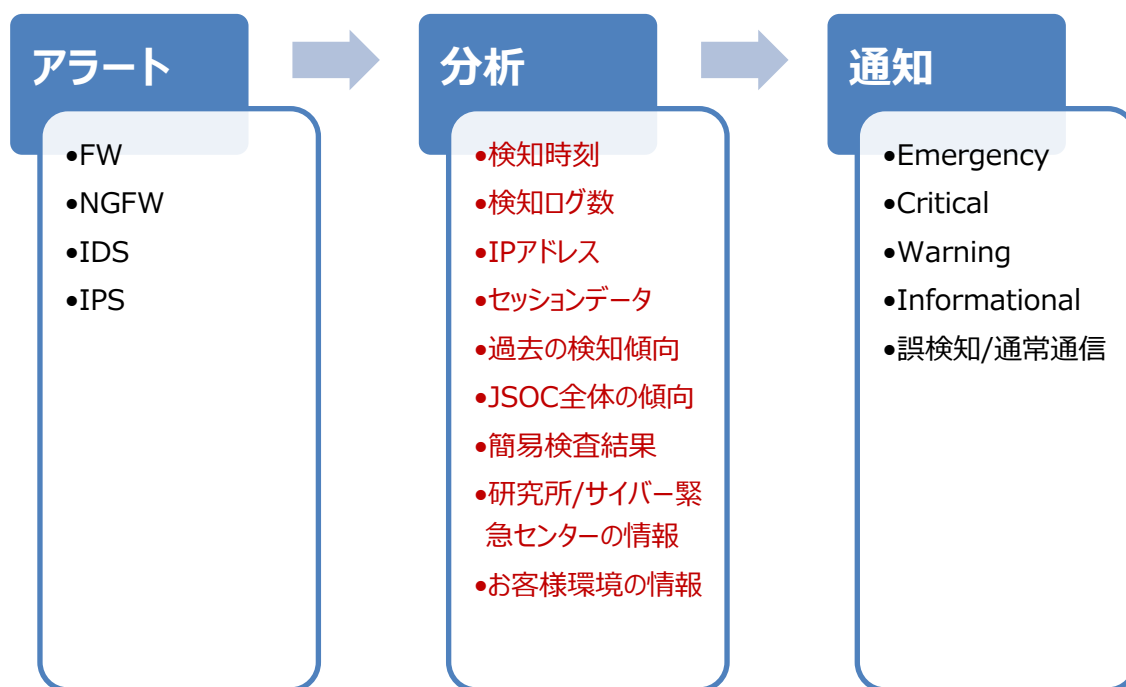 アラート
•FW
•NGFW
•IDS
•IPS
分析
•検知時刻
•検知ログ数
•IPアドレス
•セッションデータ
•過去の検知傾向
•JSOC全体の傾向
•簡易検査結果
•研究所/サイバー緊
急センターの情報
•お客様環境の情報
通知
•Emergency
•Critical
•Warning
•Informational
•誤検知/通常通信